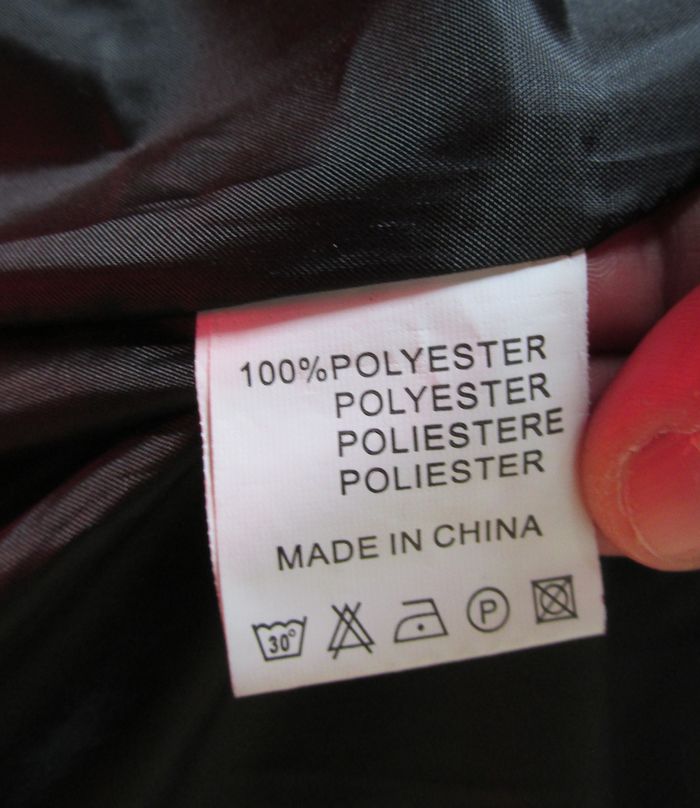 100%POLYESTER
POLYESTER
POLIESTERE
POLIESTER
MADE IN CHINA
30° P